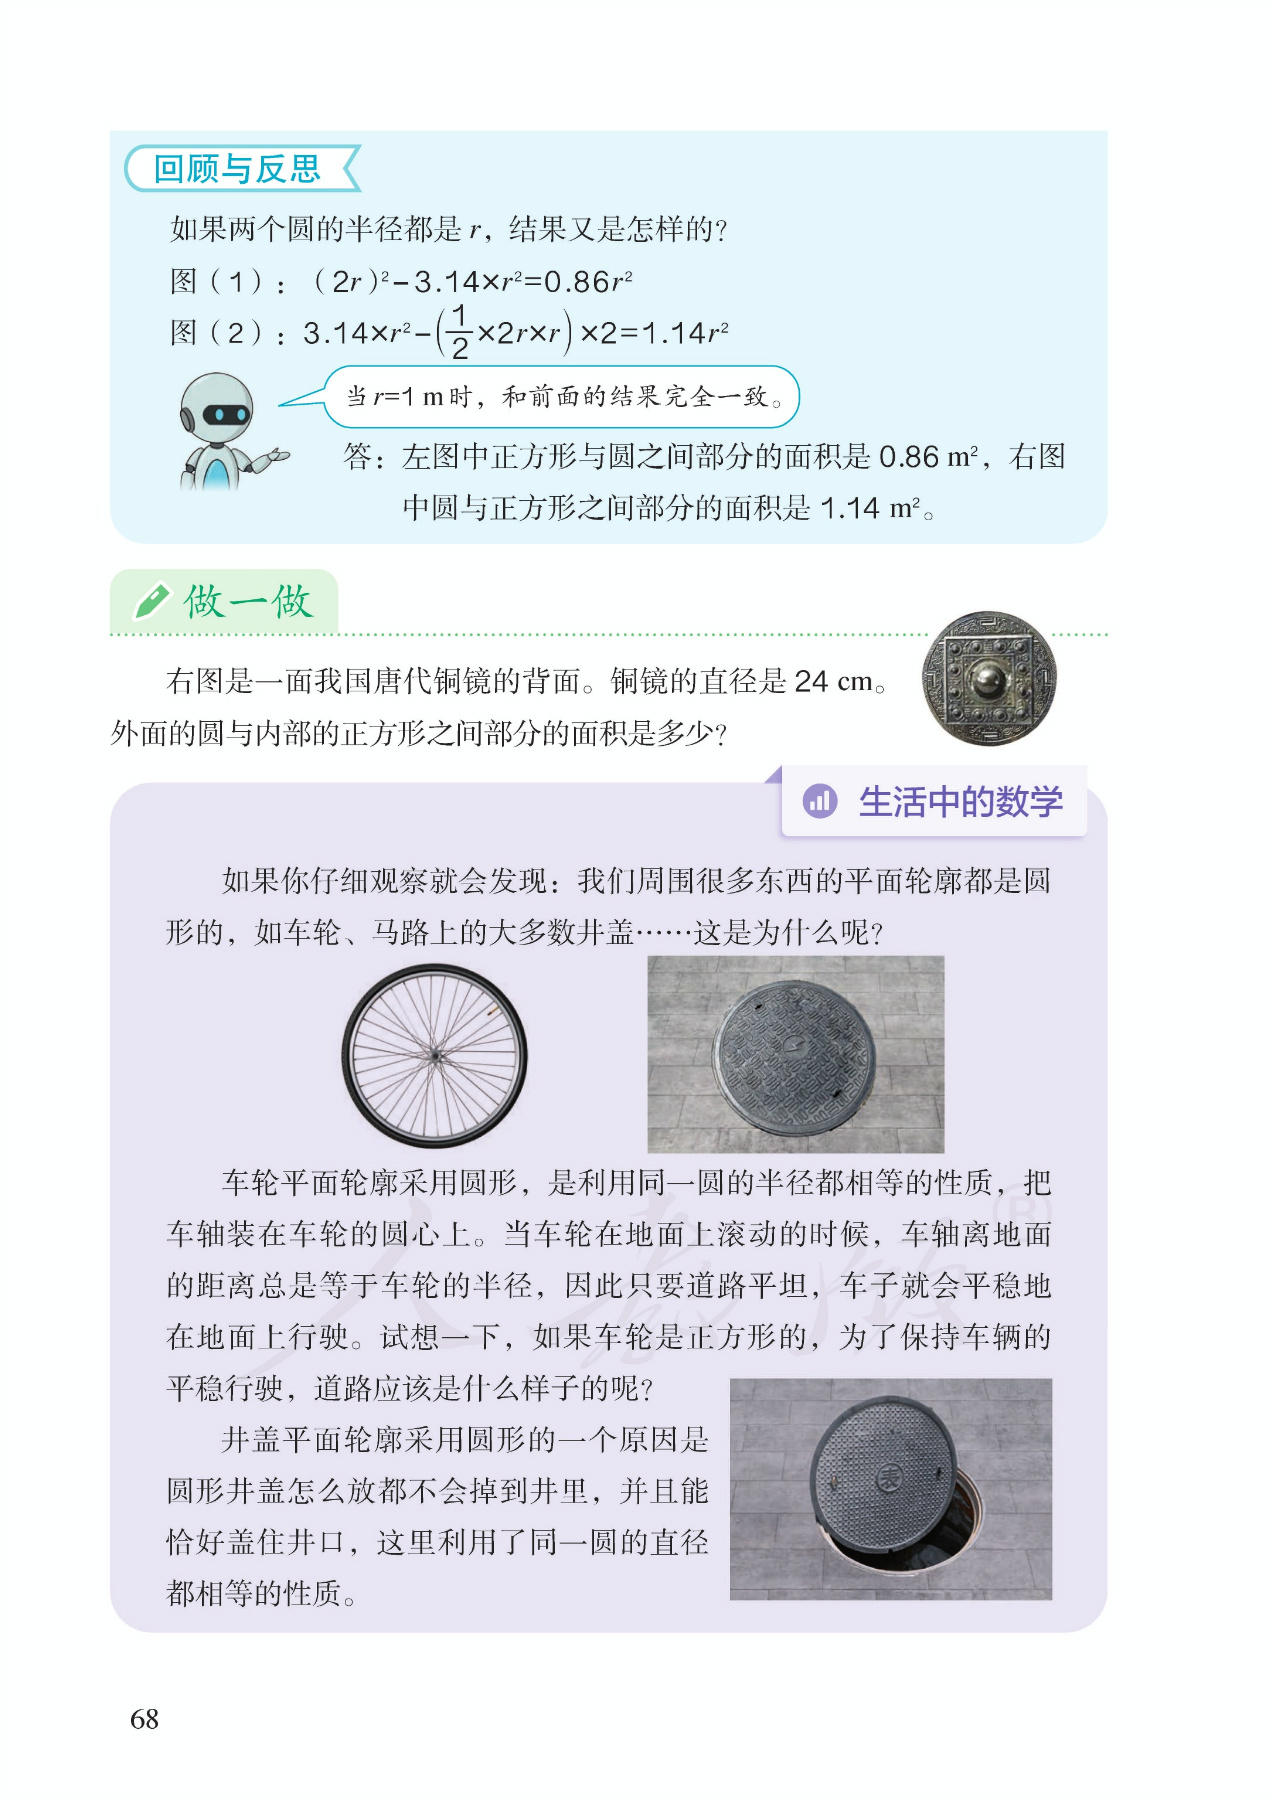 回顾与反思
如果两个圆的半径都是 r，结果又是怎样的？
图（1）：（2r）²−3.14×r²=0.86r²
图（2）：3.14×r²−(1/2×2r×r)×2=1.14r²
当 r=1 m时，和前面的结果完全一致。
答：左图中正方形与圆之间部分的面积是 0.86 m²，右图
中圆与正方形之间部分的面积是 1.14 m²。
做一做
右图是一面我国唐代铜镜的背面。铜镜的直径是 24 cm。
外面的圆与内部的正方形之间部分的面积是多少？
生活中的数学
如果你仔细观察就会发现：我们周围很多东西的平面轮廓都是圆
形的，如车轮、马路上的大多数井盖……这是为什么呢？
车轮平面轮廓采用圆形，是利用同一圆的半径都相等的性质，把
车轴装在车轮的圆心上。当车轮在地面上滚动的时候，车轴离地面
的距离总是等于车轮的半径，因此只要道路平坦，车子就会平稳地
在地面上行驶。试想一下，如果车轮是正方形的，为了保持车辆的
平稳行驶，道路应该是什么样子的呢？
井盖平面轮廓采用圆形的一个原因是
圆形井盖怎么放都不会掉到井里，并且能
恰好盖住井口，这里利用了同一圆的直径
都相等的性质。
人教版®
68